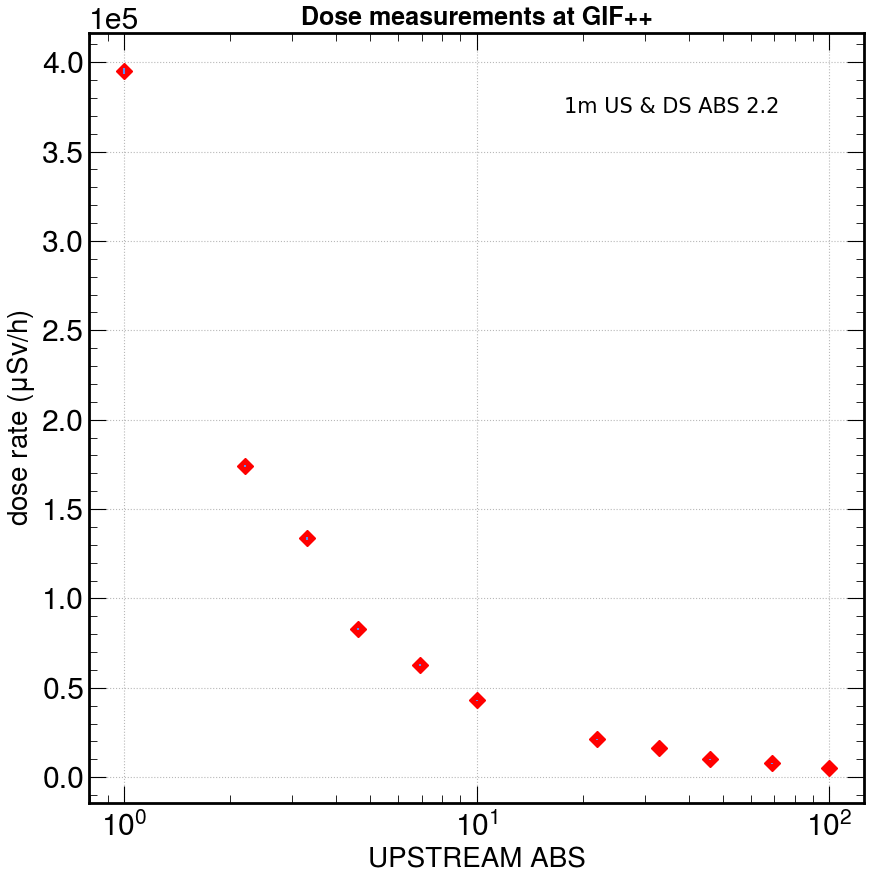 Dose measurements at GIF++
1e5
1m US & DS ABS 2.2
4.0
3.5
3.0
2.5
2.0
1.5
1.0
0.5
0.0
dose rate (μSv/h)
10⁰ 10¹ 10²
UPSTREAM ABS